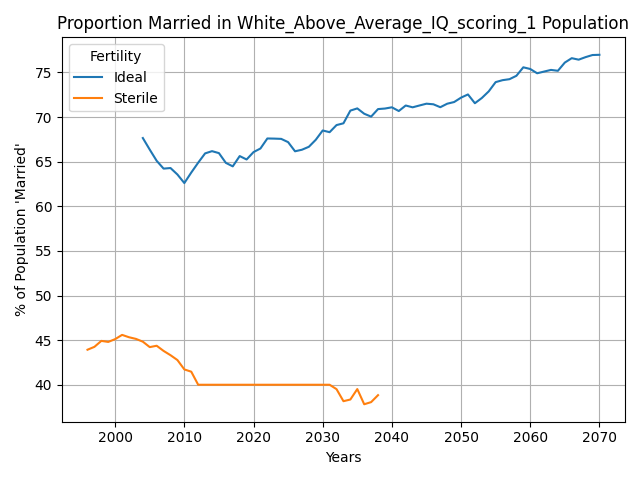 Proportion Married in White_Above_Average_IQ_scoring_1 Population
Fertility
Ideal
Sterile
% of Population 'Married'
75
70
65
60
55
50
45
40
2000 2010 2020 2030 2040 2050 2060 2070
Years